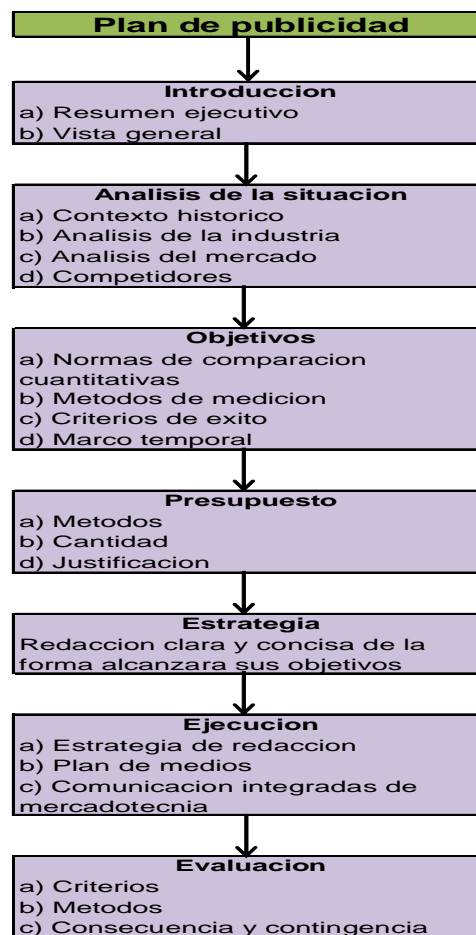 Plan de publicidad
Introduccion
a) Resumen ejecutivo
b) Vista general
Analisis de la situacion
a) Contexto historico
b) Analisis de la industria
c) Analisis del mercado
d) Competidores
Objetivos
a) Normas de comparacion
cuantitativas
b) Metodos de medicion
c) Criterios de exito
d) Marco temporal
Presupuesto
a) Metodos
b) Cantidad
d) Justificacion
Estrategia
Redaccion clara y concisa de la
forma alcanzara sus objetivos
Ejecucion
a) Estrategia de redaccion
b) Plan de medios
c) Comunicacion integradas de
mercadotecnia
Evaluacion
a) Criterios
b) Metodos
c) Consecuencia y contingencia